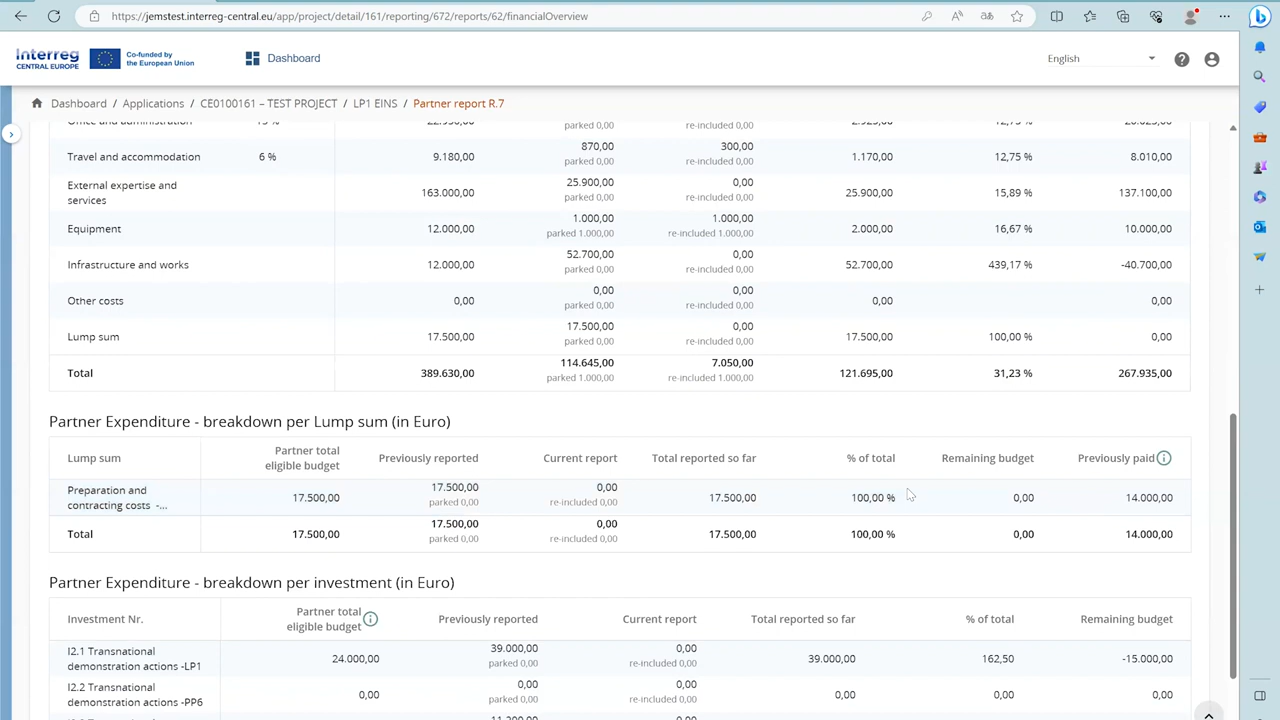 https://jemstest.interreg-central.eu/app/project/detail/161/reporting/672/reports/62/financialOverview
Interreg
CENTRAL EUROPE
Co-funded by
the European Union
Dashboard
English
Dashboard / Applications / CE0100161 – TEST PROJECT / LP1 EINS / Partner report R.7
Office and administration 15 % 22.950,00 parked 0,00 re-included 0,00 2.925,00 12,75 % 20.025,00
Travel and accommodation 6 % 9.180,00 870,00 parked 0,00 300,00 re-included 0,00 1.170,00 12,75 % 8.010,00
External expertise and
services 163.000,00 25.900,00 parked 0,00 0,00 re-included 0,00 25.900,00 15,89 % 137.100,00
Equipment 12.000,00 1.000,00 parked 1.000,00 1.000,00 re-included 1.000,00 2.000,00 16,67 % 10.000,00
Infrastructure and works 12.000,00 52.700,00 parked 0,00 0,00 re-included 0,00 52.700,00 439,17 % -40.700,00
Other costs 0,00 0,00 parked 0,00 0,00 re-included 0,00 0,00 0,00
Lump sum 17.500,00 17.500,00 parked 0,00 0,00 re-included 0,00 17.500,00 100,00 % 0,00
Total 389.630,00 114.645,00 parked 1.000,00 7.050,00 re-included 1.000,00 121.695,00 31,23 % 267.935,00
Partner Expenditure - breakdown per Lump sum (in Euro)
Lump sum Partner total eligible budget Previously reported Current report Total reported so far % of total Remaining budget Previously paid
Preparation and
contracting costs -... 17.500,00 17.500,00 parked 0,00 0,00 re-included 0,00 17.500,00 100,00 % 0,00 14.000,00
Total 17.500,00 17.500,00 parked 0,00 0,00 re-included 0,00 17.500,00 100,00 % 0,00 14.000,00
Partner Expenditure - breakdown per investment (in Euro)
Investment Nr. Partner total eligible budget Previously reported Current report Total reported so far % of total Remaining budget
I2.1 Transnational
demonstration actions -LP1 24.000,00 39.000,00 parked 0,00 0,00 re-included 0,00 39.000,00 162,50 -15.000,00
I2.2 Transnational
demonstration actions -PP6 0,00 0,00 parked 0,00 0,00 re-included 0,00 0,00 0,00 0,00